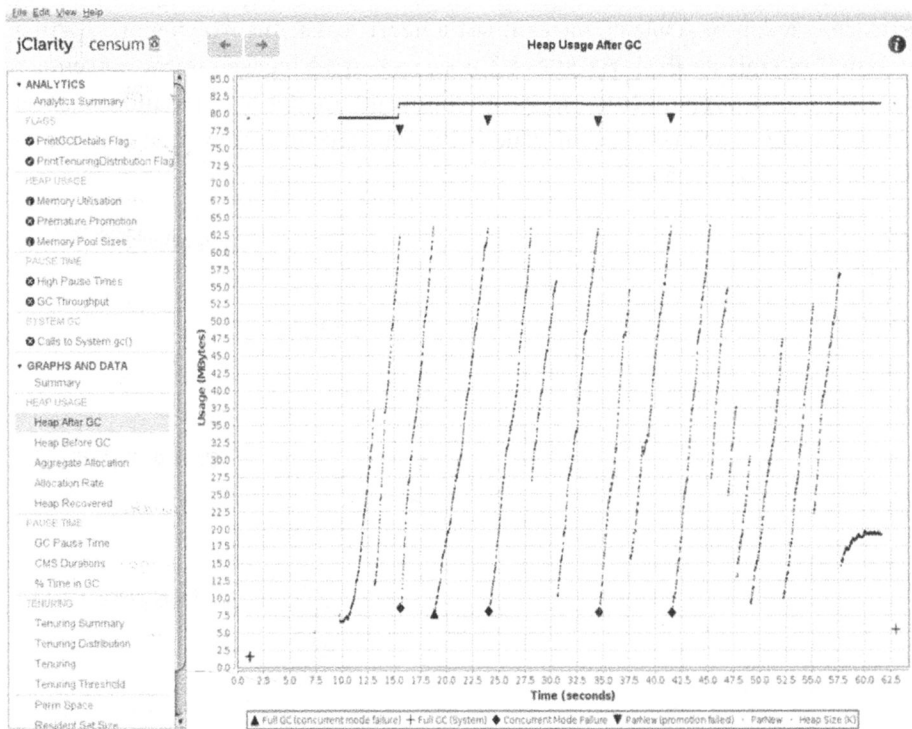 File Edit View Help
jClarity censum
Heap Usage After GC
ANALYTICS
Analytics Summary
FLAGS
PrintGCDetails Flag
PrintTenuringDistribution Flag
HEAP USAGE
Memory Utilisation
Premature Promotion
Memory Pool Sizes
PAUSE TIME
High Pause Times
GC Throughput
SYSTEM GC
Calls to System gc()
GRAPHS AND DATA
Summary
HEAP USAGE
Heap After GC
Heap Before GC
Aggregate Allocation
Allocation Rate
Heap Recovered
PAUSE TIME
GC Pause Time
CMS Durations
% Time in GC
TENURING
Tenuring Summary
Tenuring Distribution
Tenuring
Tenuring Threshold
Perm Space
Resident Set Size
Usage (MBytes)
85.0
82.5
80.0
77.5
75.0
72.5
70.0
67.5
65.0
62.5
60.0
57.5
55.0
52.5
50.0
47.5
45.0
42.5
40.0
37.5
35.0
32.5
30.0
27.5
25.0
22.5
20.0
17.5
15.0
12.5
10.0
7.5
5.0
2.5
0.0
0.0 2.5 5.0 7.5 10.0 12.5 15.0 17.5 20.0 22.5 25.0 27.5 30.0 32.5 35.0 37.5 40.0 42.5 45.0 47.5 50.0 52.5 55.0 57.5 60.0 62.5
Time (seconds)
Full GC (concurrent mode failure) Full GC (System) Concurrent Mode Failure ParNew (promotion failed) ParNew Heap Size (K)